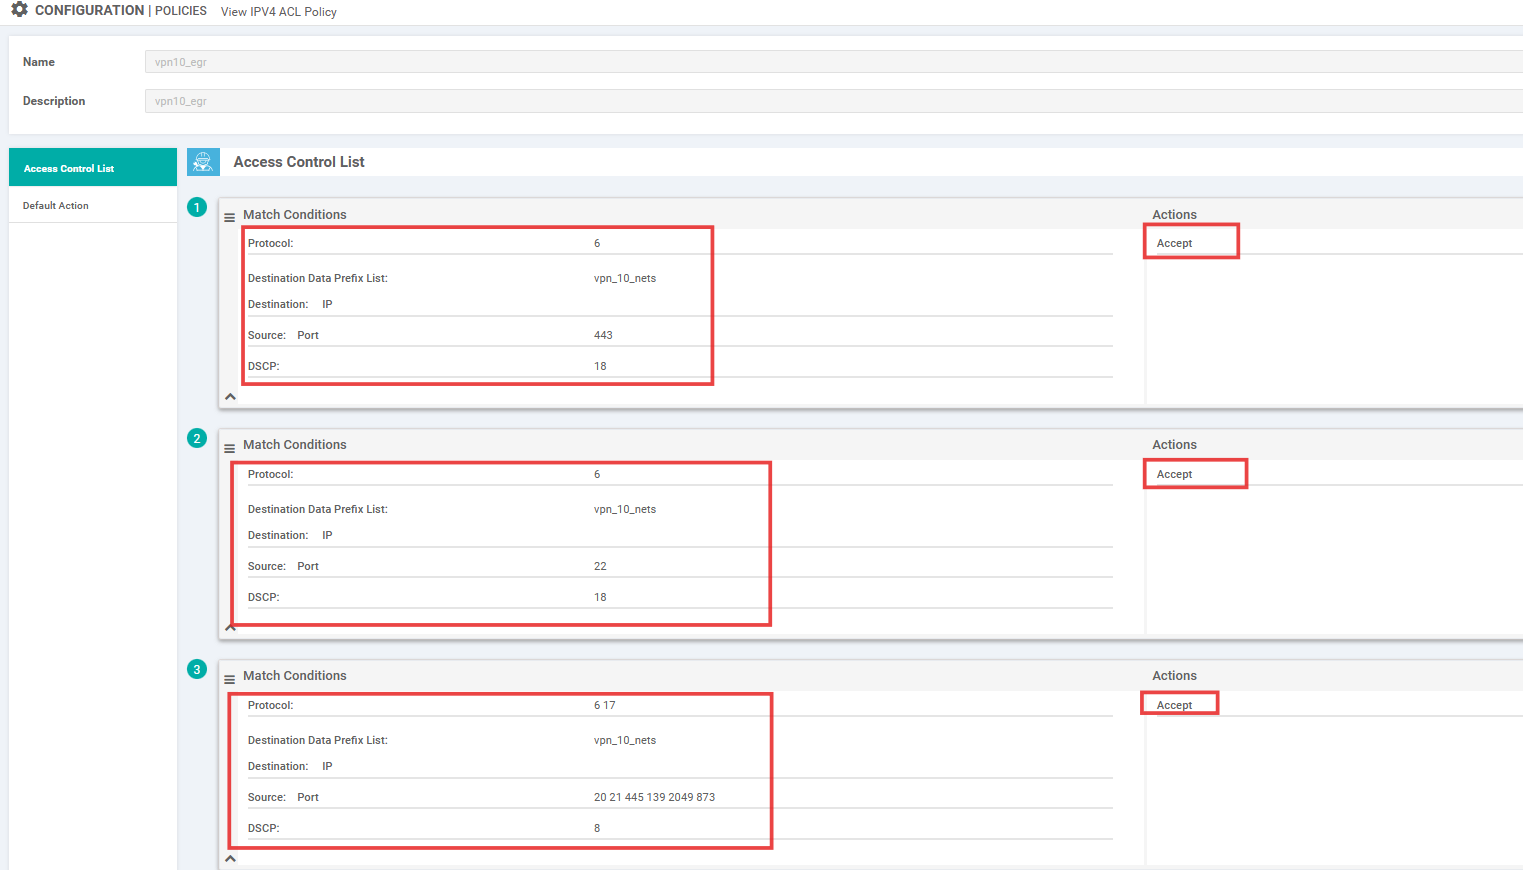 CONFIGURATION | POLICIES View IPV4 ACL Policy
Name vpn10_egr
Description vpn10_egr
Access Control List
Default Action
Access Control List
1
Match Conditions Actions
Protocol: 6 Accept
Destination Data Prefix List: vpn_10_nets
Destination: IP
Source: Port 443
DSCP: 18
2
Match Conditions Actions
Protocol: 6 Accept
Destination Data Prefix List: vpn_10_nets
Destination: IP
Source: Port 22
DSCP: 18
3
Match Conditions Actions
Protocol: 6 17 Accept
Destination Data Prefix List: vpn_10_nets
Destination: IP
Source: Port 20 21 445 139 2049 873
DSCP: 8